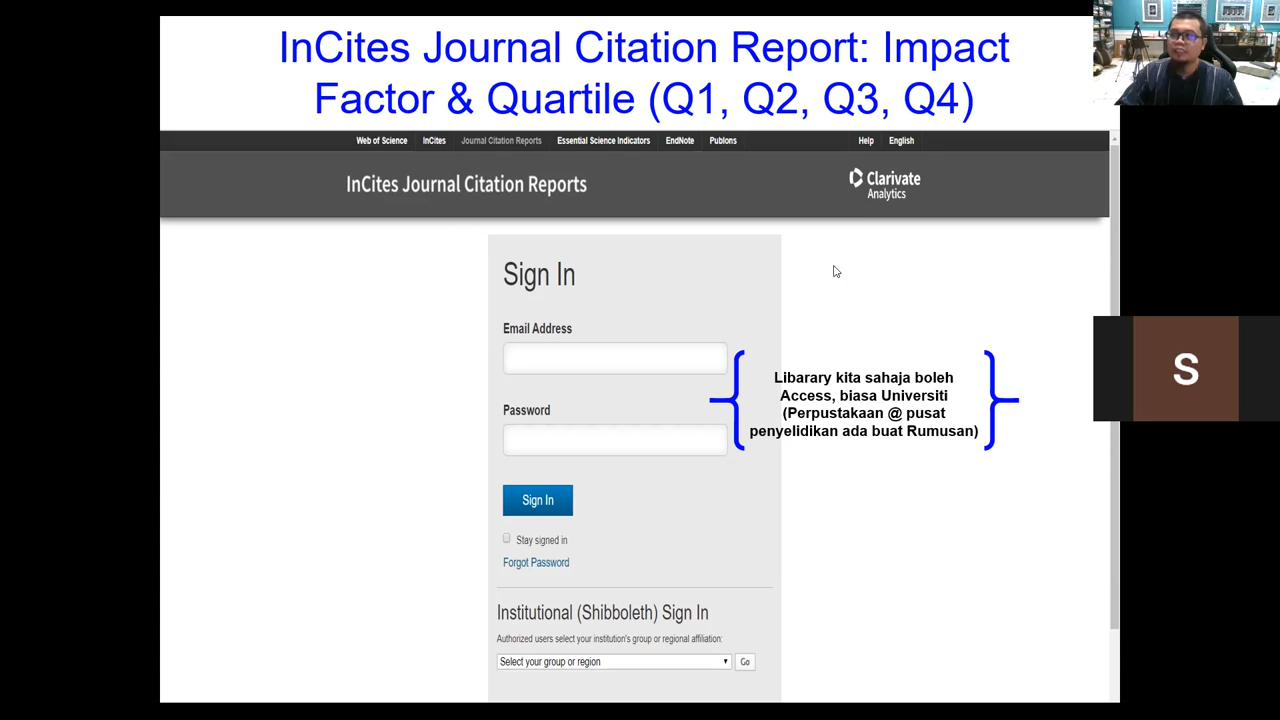 InCites Journal Citation Report: Impact
Factor & Quartile (Q1, Q2, Q3, Q4)
Web of Science InCites Journal Citation Reports Essential Science Indicators EndNote Publons Help English
InCites Journal Citation Reports
Clarivate
Analytics
Sign In
Email Address
Password
Libarary kita sahaja boleh
Access, biasa Universiti
(Perpustakaan @ pusat
penyelidikan ada buat Rumusan)
Sign In
Stay signed in
Forgot Password
Institutional (Shibboleth) Sign In
Authorized users select your institution's group or regional affiliation:
Select your group or region Go
S